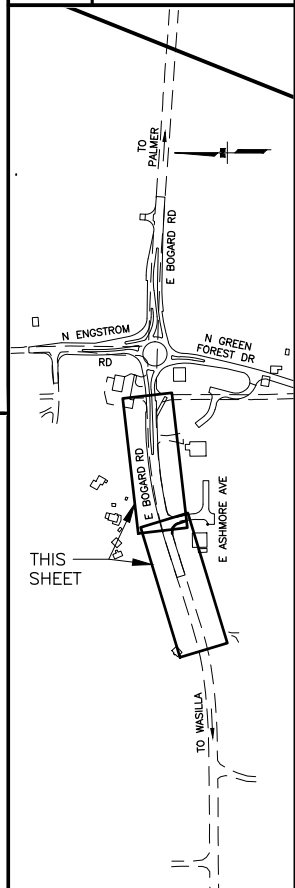 TO
PALMER
E BOGARD RD
N ENGSTROM
RD
N GREEN
FOREST DR
E BOGARD RD
E ASHMORE AVE
THIS
SHEET
TO WASILLA